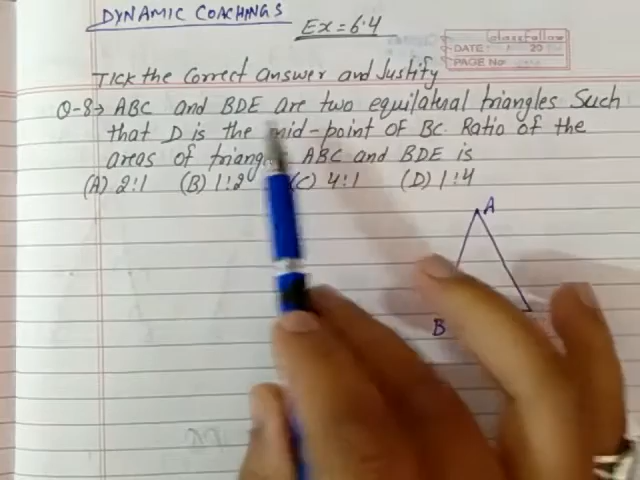 DYNAMIC COACHINGS
Ex = 6.4
classfellow
DATE: 20
PAGE No:
TICK the Correct answer and Justify
Q-8→ ABC and BDE are two equilateral triangles Such
that D is the mid-point OF BC. Ratio of the
areas of ABC and BDE is
(A) 2:1 (B) 1:2 (C) 4:1 (D) 1:4
A
B